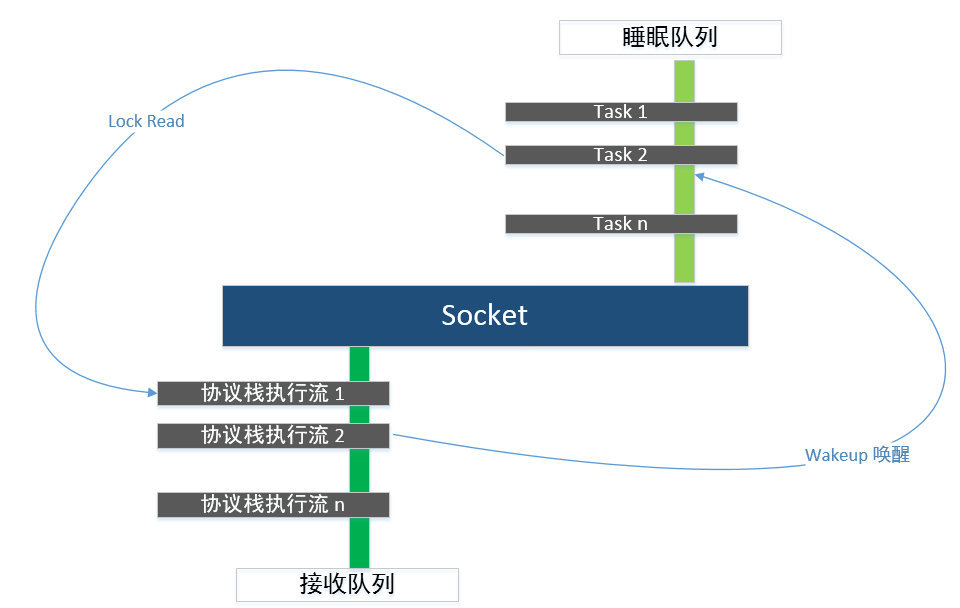 睡眠队列
Lock Read
Task 1
Task 2
Task n
Socket
协议栈执行流 1
协议栈执行流 2
Wakeup 唤醒
协议栈执行流 n
接收队列